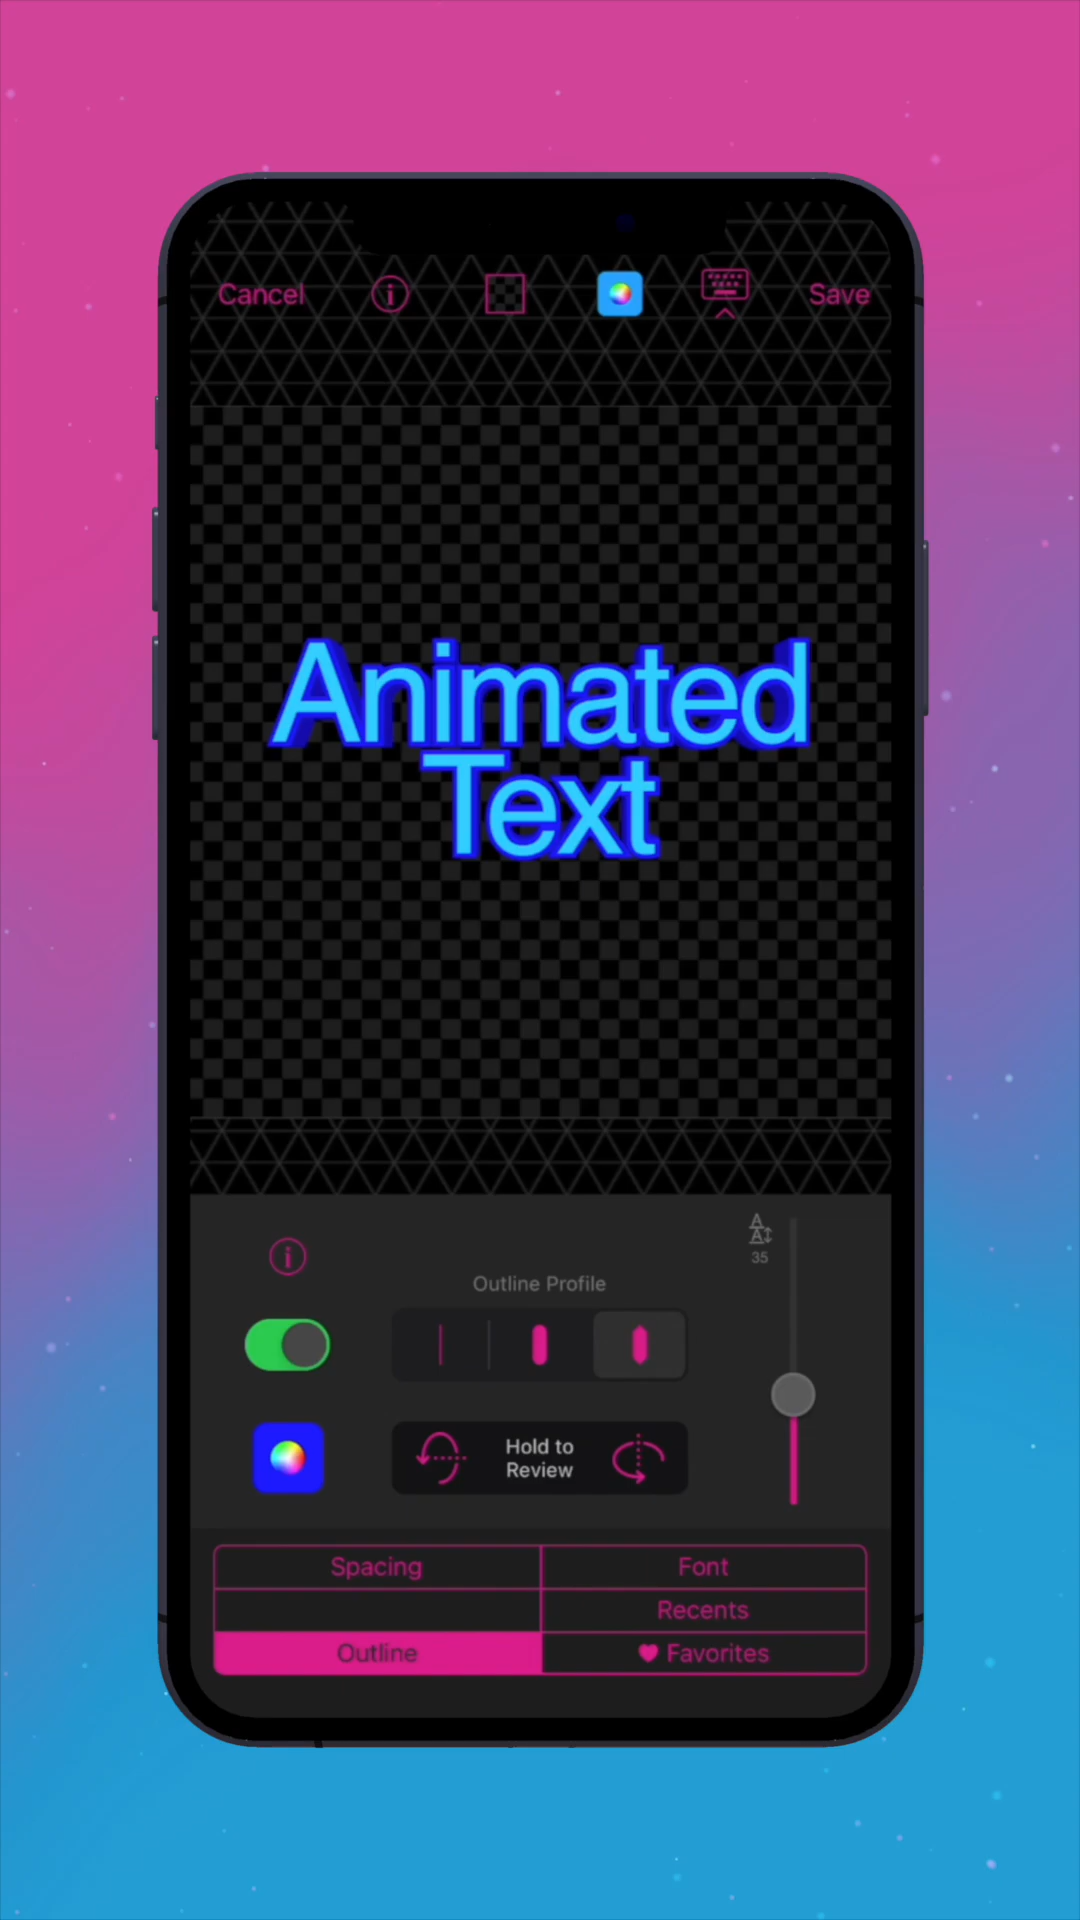 Cancel
Save
Animated
Text
A
A
35
Outline Profile
Hold to
Review
Spacing
Font
Recents
Outline
Favorites